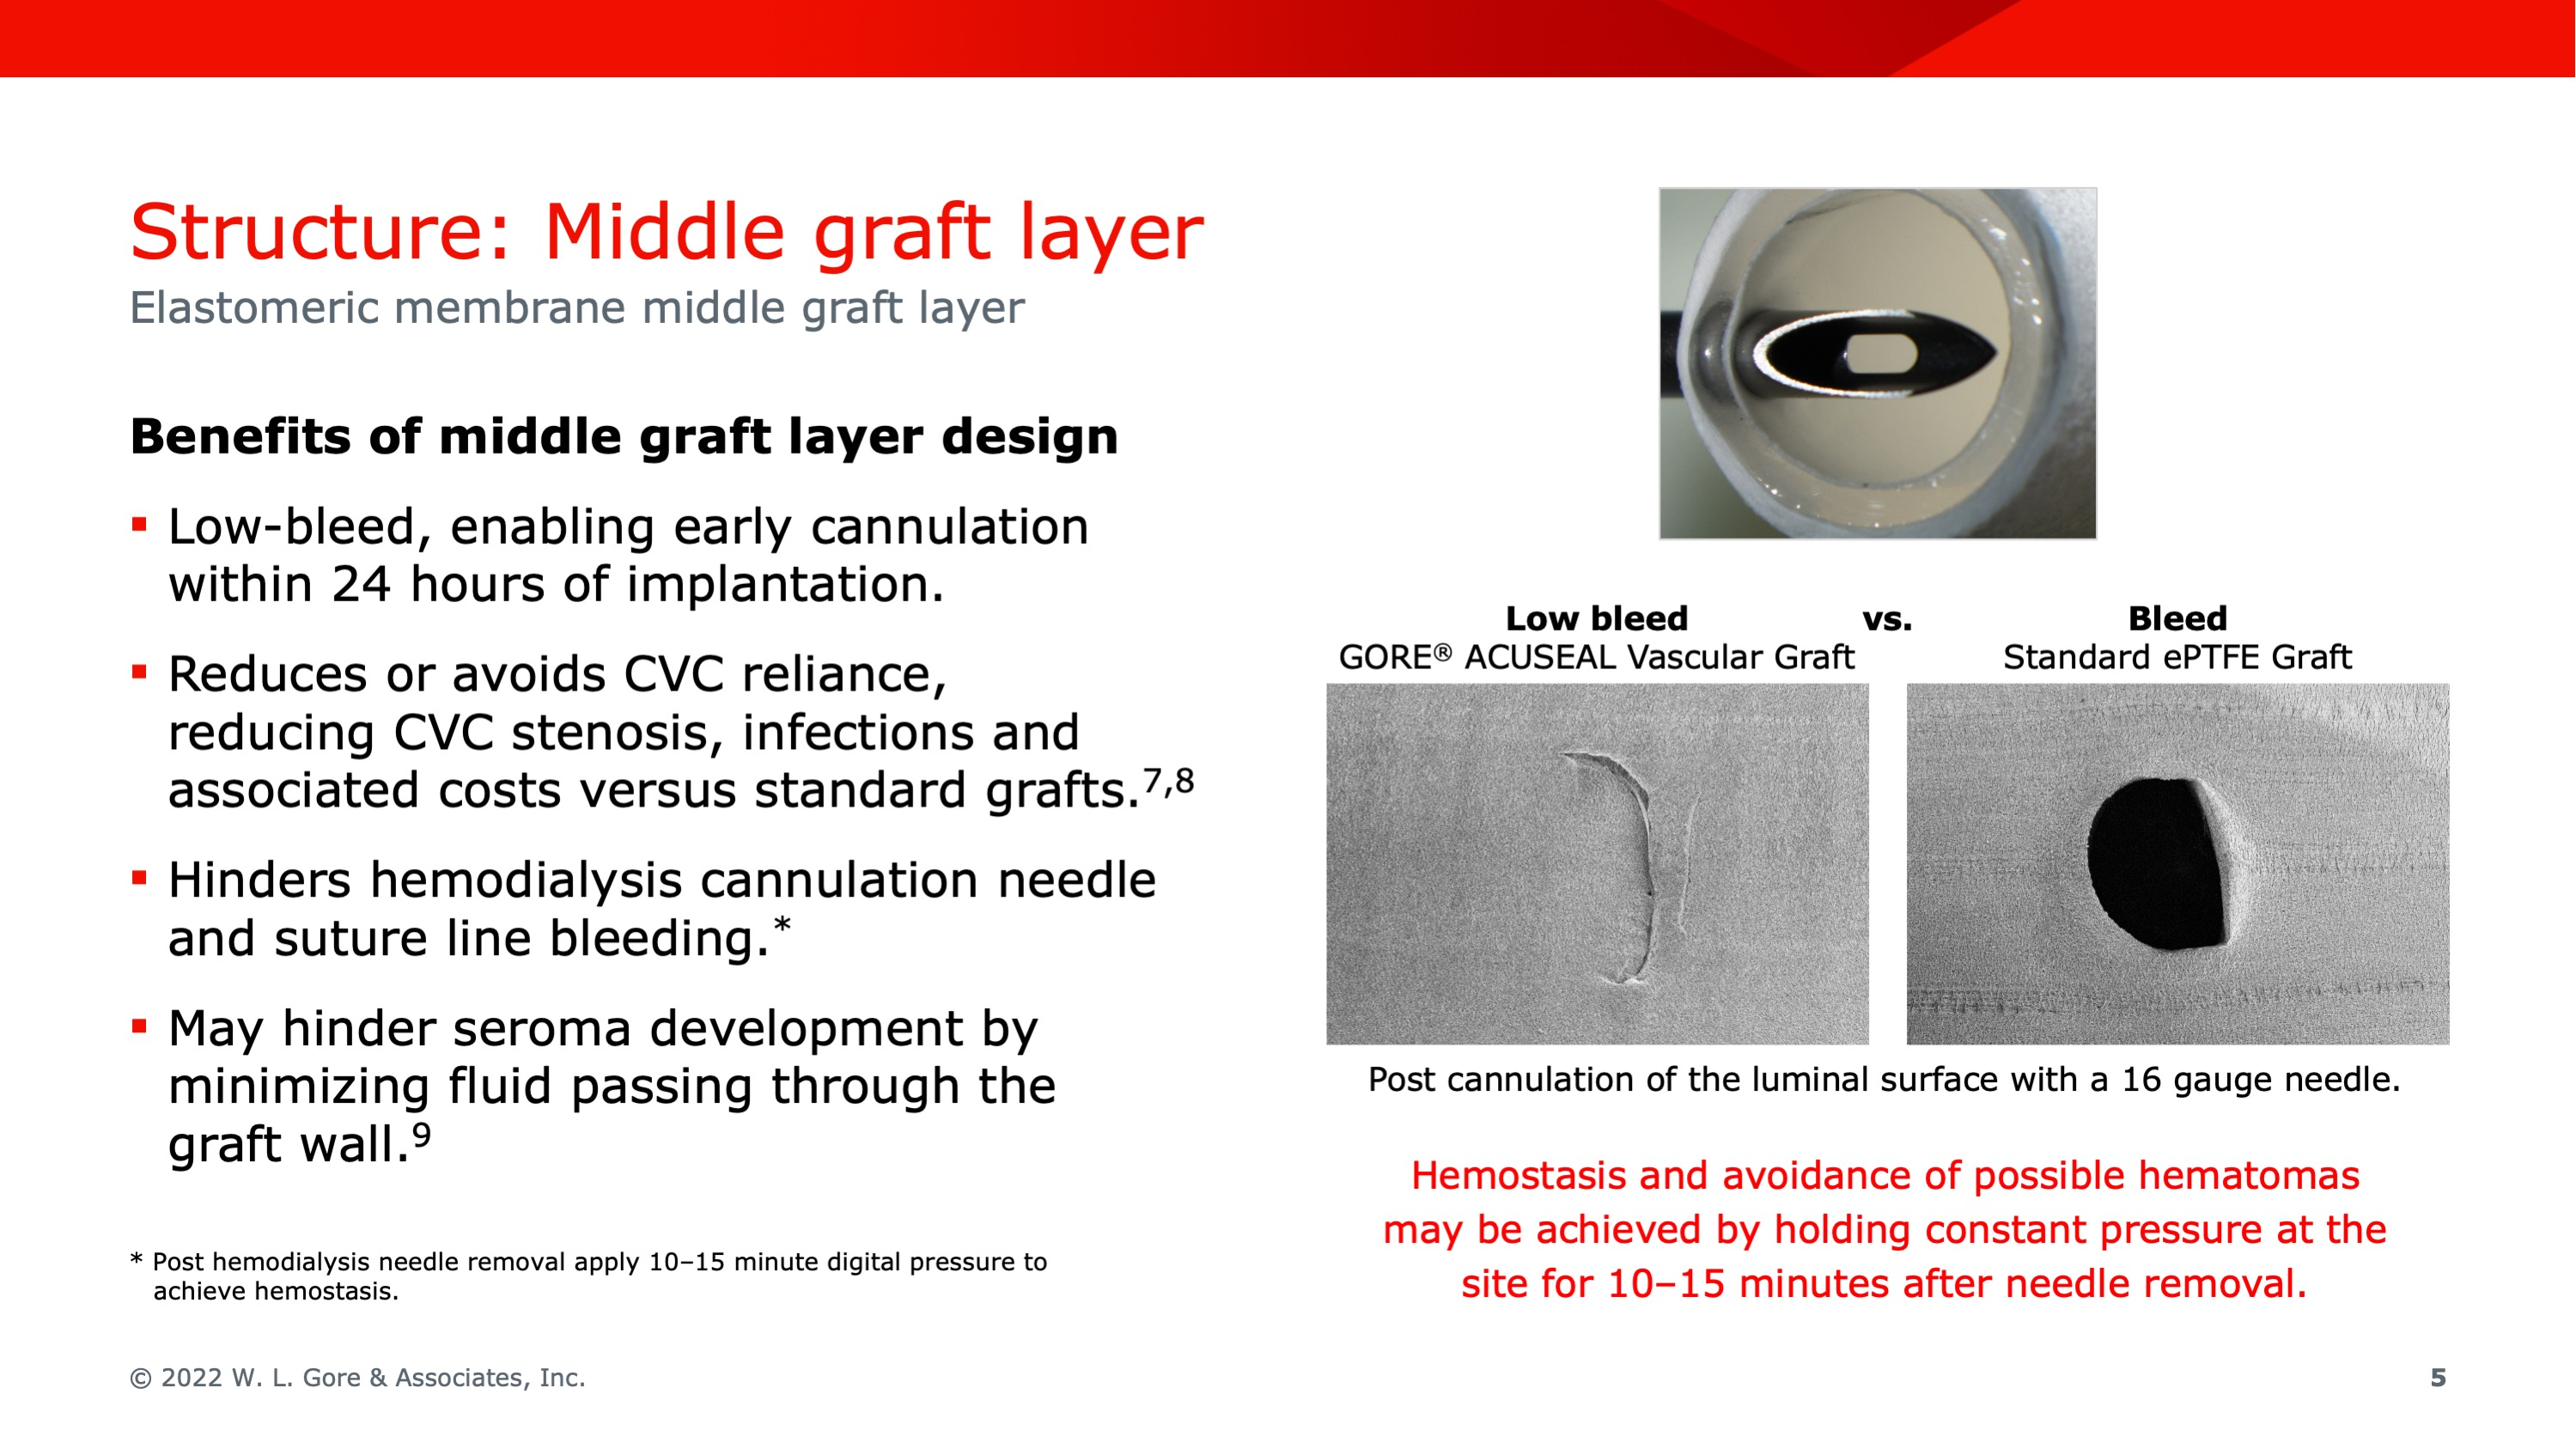 Structure: Middle graft layer
Elastomeric membrane middle graft layer
Benefits of middle graft layer design
▪ Low-bleed, enabling early cannulation
within 24 hours of implantation.
▪ Reduces or avoids CVC reliance,
reducing CVC stenosis, infections and
associated costs versus standard grafts.7,8
▪ Hinders hemodialysis cannulation needle
and suture line bleeding.*
▪ May hinder seroma development by
minimizing fluid passing through the
graft wall.9
* Post hemodialysis needle removal apply 10–15 minute digital pressure to
achieve hemostasis.
Low bleed vs. Bleed
GORE® ACUSEAL Vascular Graft Standard ePTFE Graft
Post cannulation of the luminal surface with a 16 gauge needle.
Hemostasis and avoidance of possible hematomas
may be achieved by holding constant pressure at the
site for 10–15 minutes after needle removal.
© 2022 W. L. Gore & Associates, Inc.
5